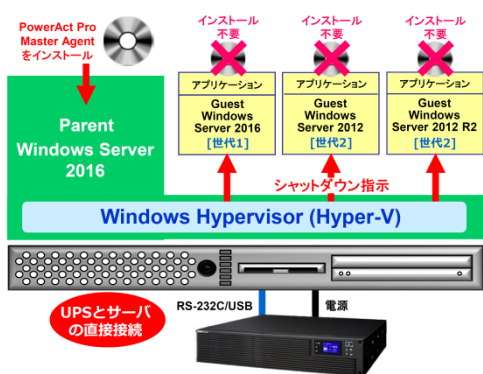 PowerAct Pro
Master Agent
をインストール
インストール
不要
インストール
不要
インストール
不要
アプリケーション
Guest
Windows
Server 2016
[世代1]
アプリケーション
Guest
Windows
Server 2012
[世代2]
アプリケーション
Guest
Windows
Server 2012 R2
[世代2]
Parent
Windows Server
2016
シャットダウン指示
Windows Hypervisor (Hyper-V)
UPSとサーバ
の直接接続
RS-232C/USB
電源